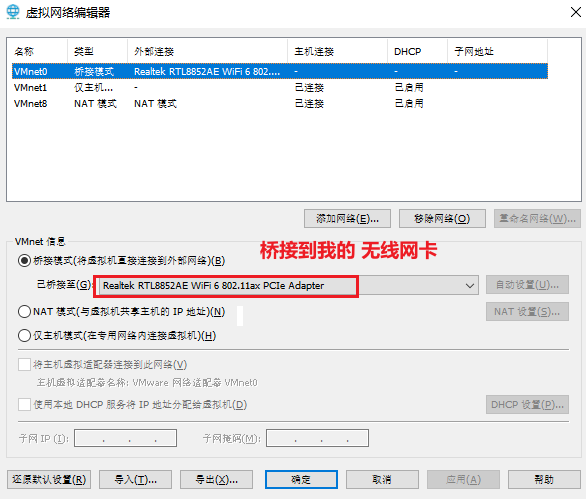 虚拟网络编辑器
名称 类型 外部连接 主机连接 DHCP 子网地址
VMnet0 桥接模式 Realtek RTL8852AE WiFi 6 802.... - - -
VMnet1 仅主机... - 已连接 已启用
VMnet8 NAT 模式 NAT 模式 已连接 已启用
添加网络(E)... 移除网络(O) 重命名网络(W)...
VMnet 信息
桥接到我的 无线网卡
桥接模式(将虚拟机直接连接到外部网络)(B)
已桥接至(G): Realtek RTL8852AE WiFi 6 802.11ax PCIe Adapter 自动设置(U)...
NAT 模式(与虚拟机共享主机的 IP 地址)(N) NAT 设置(S)...
仅主机模式(在专用网络内连接虚拟机)(H)
将主机虚拟适配器连接到此网络(V)
主机虚拟适配器名称: VMware 网络适配器 VMnet0
使用本地 DHCP 服务将 IP 地址分配给虚拟机(D) DHCP 设置(P)...
子网 IP (I): . . . 子网掩码(M): . . .
还原默认设置(R) 导入(T)... 导出(X)... 确定 取消 应用(A) 帮助